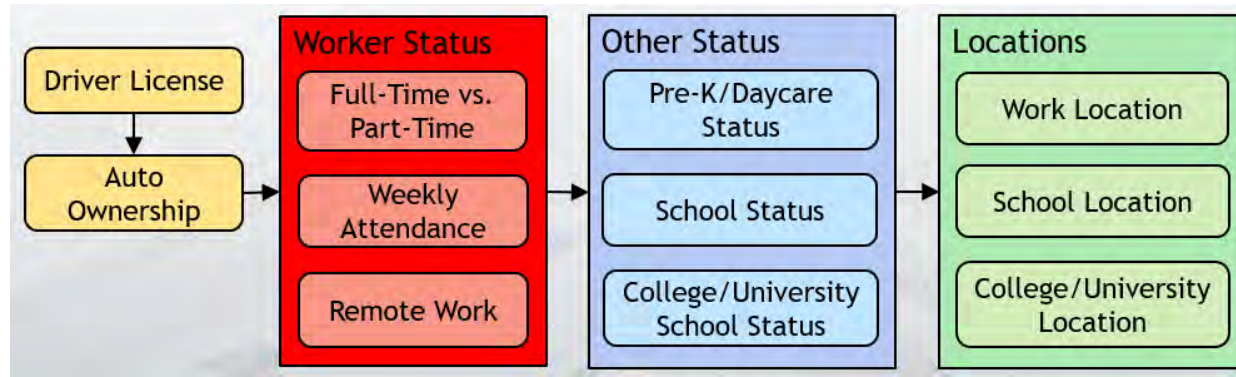 Driver License
Auto
Ownership
Worker Status
Full-Time vs.
Part-Time
Weekly
Attendance
Remote Work
Other Status
Pre-K/Daycare
Status
School Status
College/University
School Status
Locations
Work Location
School Location
College/University
Location